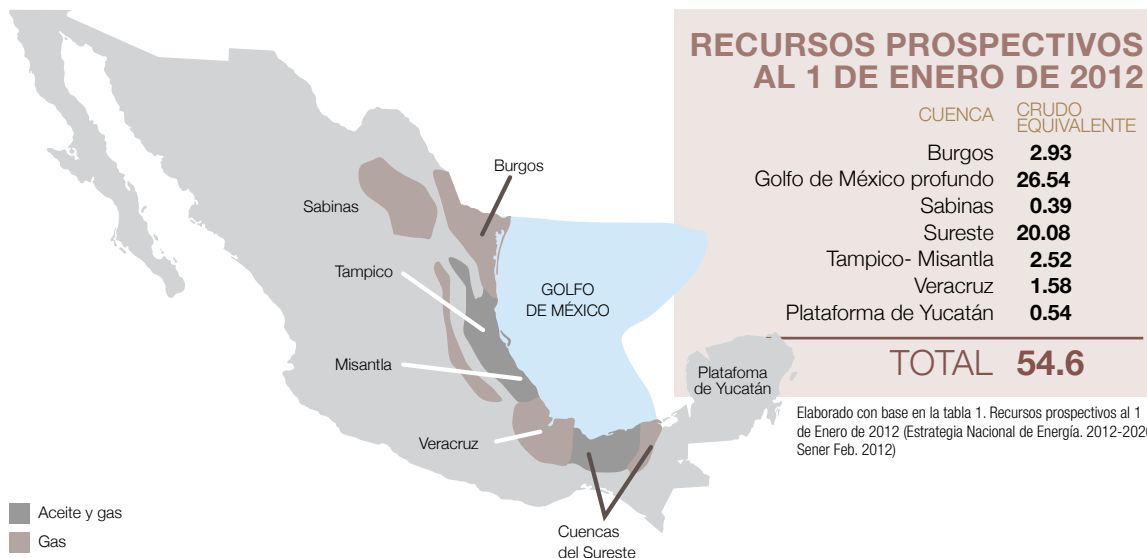 RECURSOS PROSPECTIVOS
AL 1 DE ENERO DE 2012
CUENCA CRUDO
EQUIVALENTE
Burgos 2.93
Golfo de México profundo 26.54
Sabinas 0.39
Sureste 20.08
Tampico- Misantla 2.52
Veracruz 1.58
Plataforma de Yucatán 0.54
TOTAL 54.6
Elaborado con base en la tabla 1. Recursos prospectivos al 1
de Enero de 2012 (Estrategia Nacional de Energía.
Sener Feb. 2012)
Burgos
Sabinas
Tampico
GOLFO
DE MÉXICO
Misantla
Platafoma
de Yucatán
Veracruz
Cuencas
del Sureste
Aceite y gas
Gas